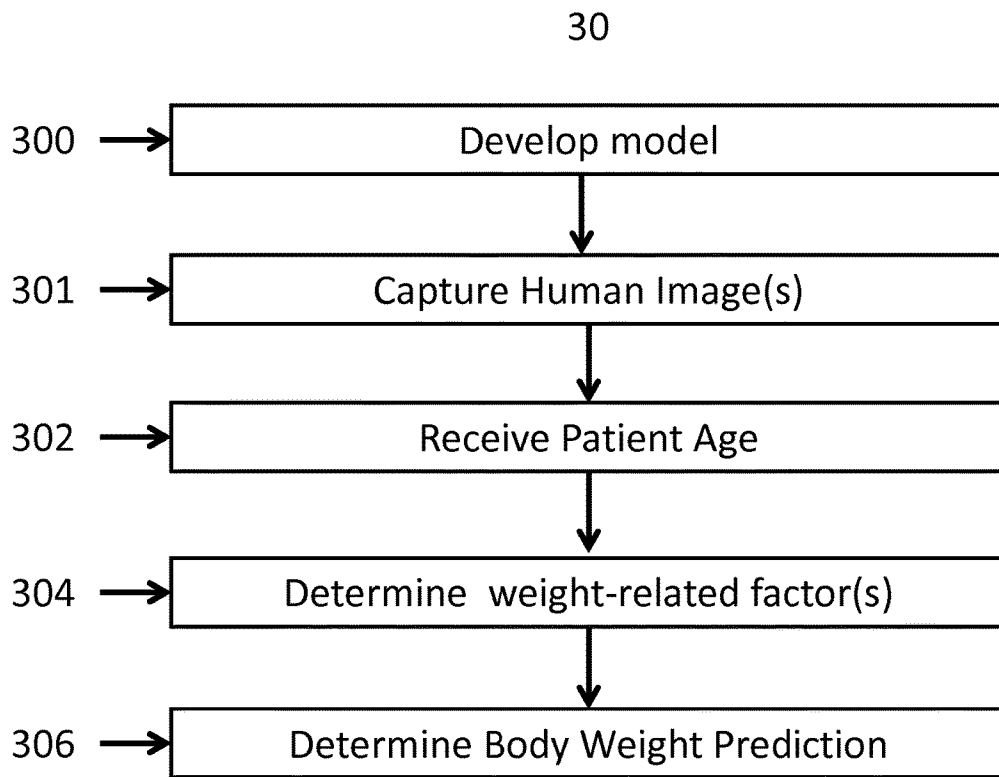 30
300 Develop model
301 Capture Human Image(s)
302 Receive Patient Age
304 Determine weight-related factor(s)
306 Determine Body Weight Prediction